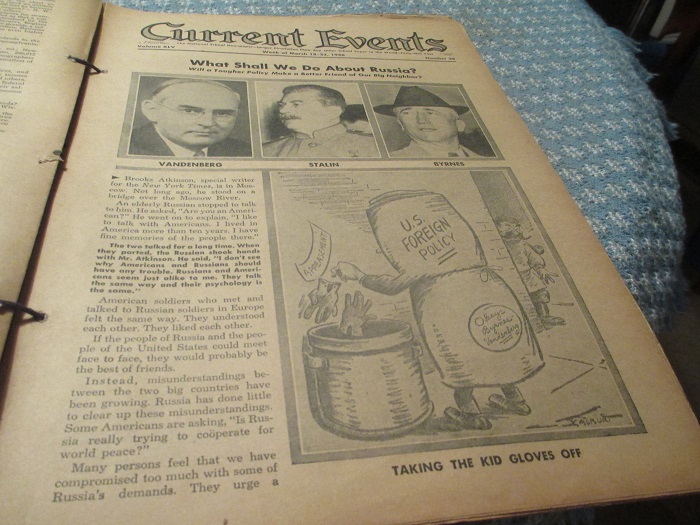 Current Events
Volume XLV
Week of March 18-22, 1946
Number
What Shall We Do About Russia?
Will a Tougher Policy Make a Better Friend of Our Big Neighbor?
VANDENBERG
STALIN
BYRNES
► Brooks Atkinson, special writer
for the New York Times, is in Mos-
cow. Not long ago, he stood on a
bridge over the Moscow River.
An elderly Russian stopped to talk
to him. He asked, "Are you an Ameri-
can?" He went on to explain, "I like
to talk with Americans. I lived in
America more than ten years. I have
fine memories of the people there."
The two talked for a long time. When
they parted, the Russian shook hands
with Mr. Atkinson. He said, "I don't see
why Americans and Russians should
have any trouble. Russians and Ameri-
cans seem just alike to me. They talk
the same way and their psychology is
the same."
American soldiers who met and
talked to Russian soldiers in Europe
felt the same way. They understood
each other. They liked each other.
If the people of Russia and the peo-
ple of the United States could meet
face to face, they would probably be
the best of friends.
Instead, misunderstandings be-
tween the two big countries have
been growing. Russia has done little
to clear up these misunderstandings.
Some Americans are asking, "Is Rus-
sia really trying to coöperate for
world peace?"
Many persons feel that we have
compromised too much with some of
Russia's demands. They urge a
APPEASEMENT
U.S.
FOREIGN
POLICY
Okay
Byrnes
Vandenberg
TAKING THE KID GLOVES OFF